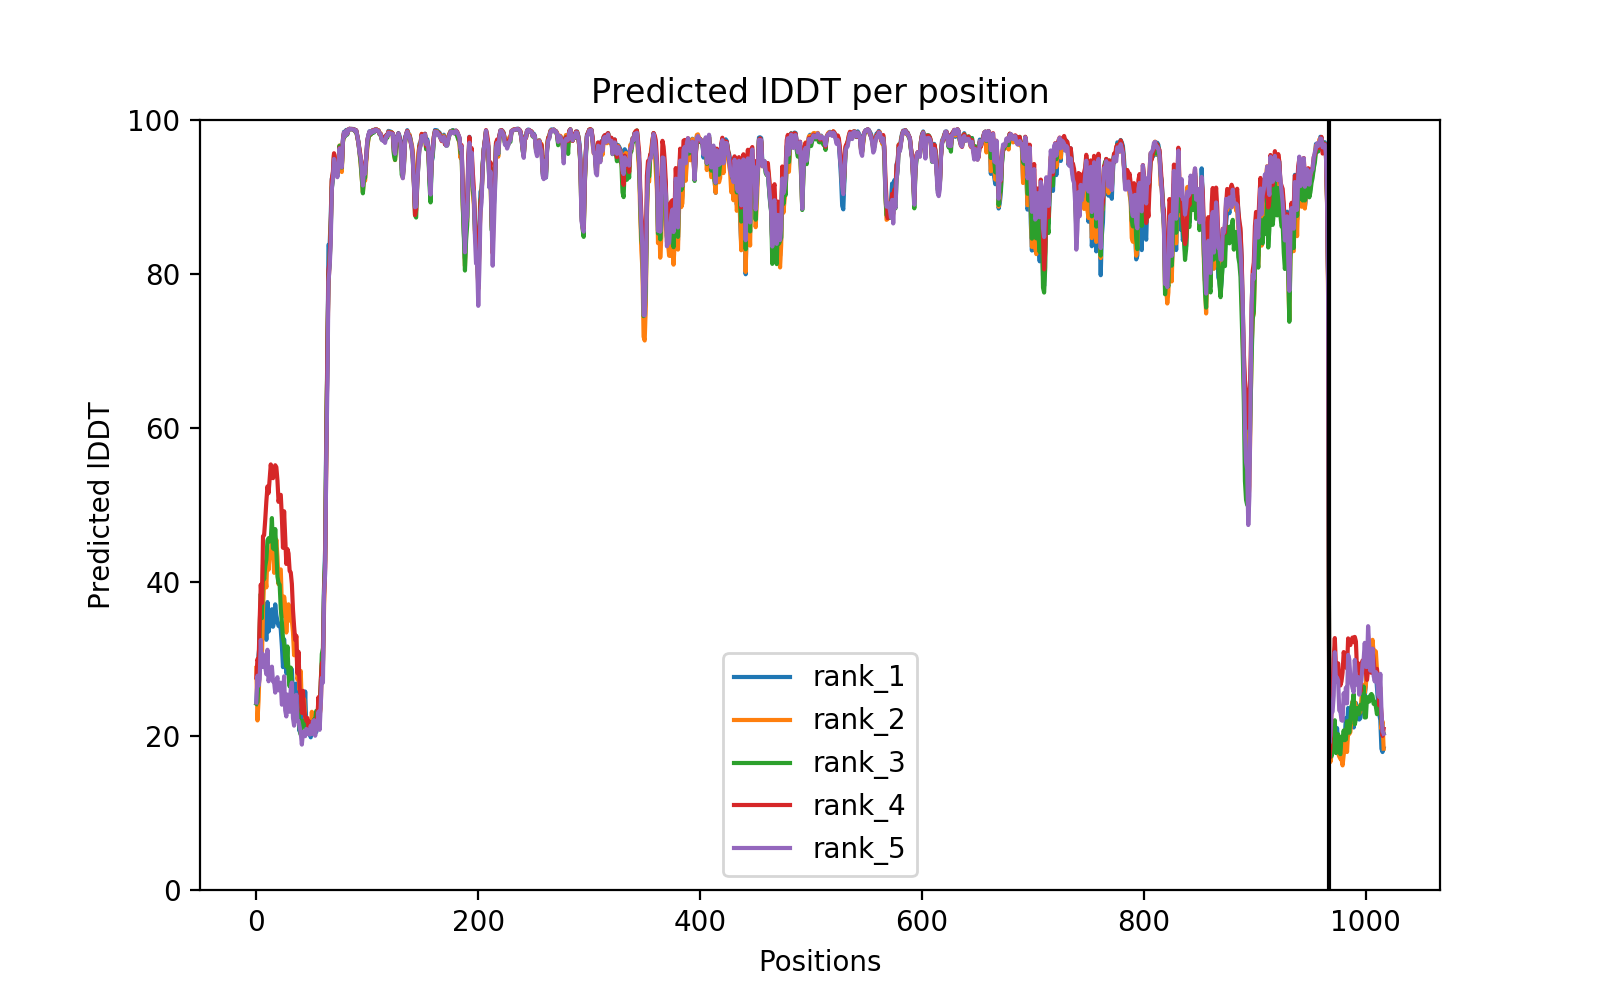 Predicted lDDT per position
100
80
60
40
20
0
Predicted lDDT
rank_1
rank_2
rank_3
rank_4
rank_5
0 200 400 600 800 1000
Positions